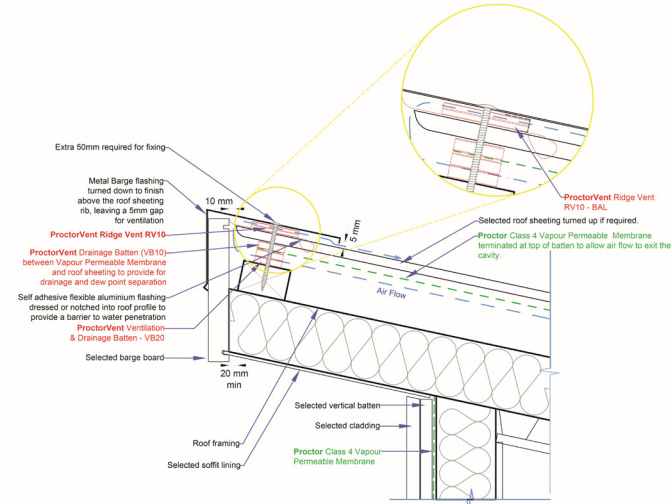 Extra 50mm required for fixing
Metal Barge flashing
turned down to finish
above the roof sheeting
rib, leaving a 5mm gap
for ventilation
10 mm
5 mm
ProctorVent Ridge Vent RV10
ProctorVent Drainage Batten (VB10)
between Vapour Permeable Membrane
and roof sheeting to provide for
drainage and dew point separation
Self adhesive flexible aluminium flashing
dressed or notched into roof profile to
provide a barrier to water penetration
ProctorVent Ventilation
& Drainage Batten - VB20
Selected barge board
20 mm
min
ProctorVent Ridge Vent
RV10 - BAL
Selected roof sheeting turned up if required.
Proctor Class 4 Vapour Permeable Membrane
terminated at top of batten to allow air flow to exit the
cavity.
Air Flow
Selected vertical batten
Selected cladding
Roof framing
Proctor Class 4 Vapour
Permeable Membrane
Selected soffit lining